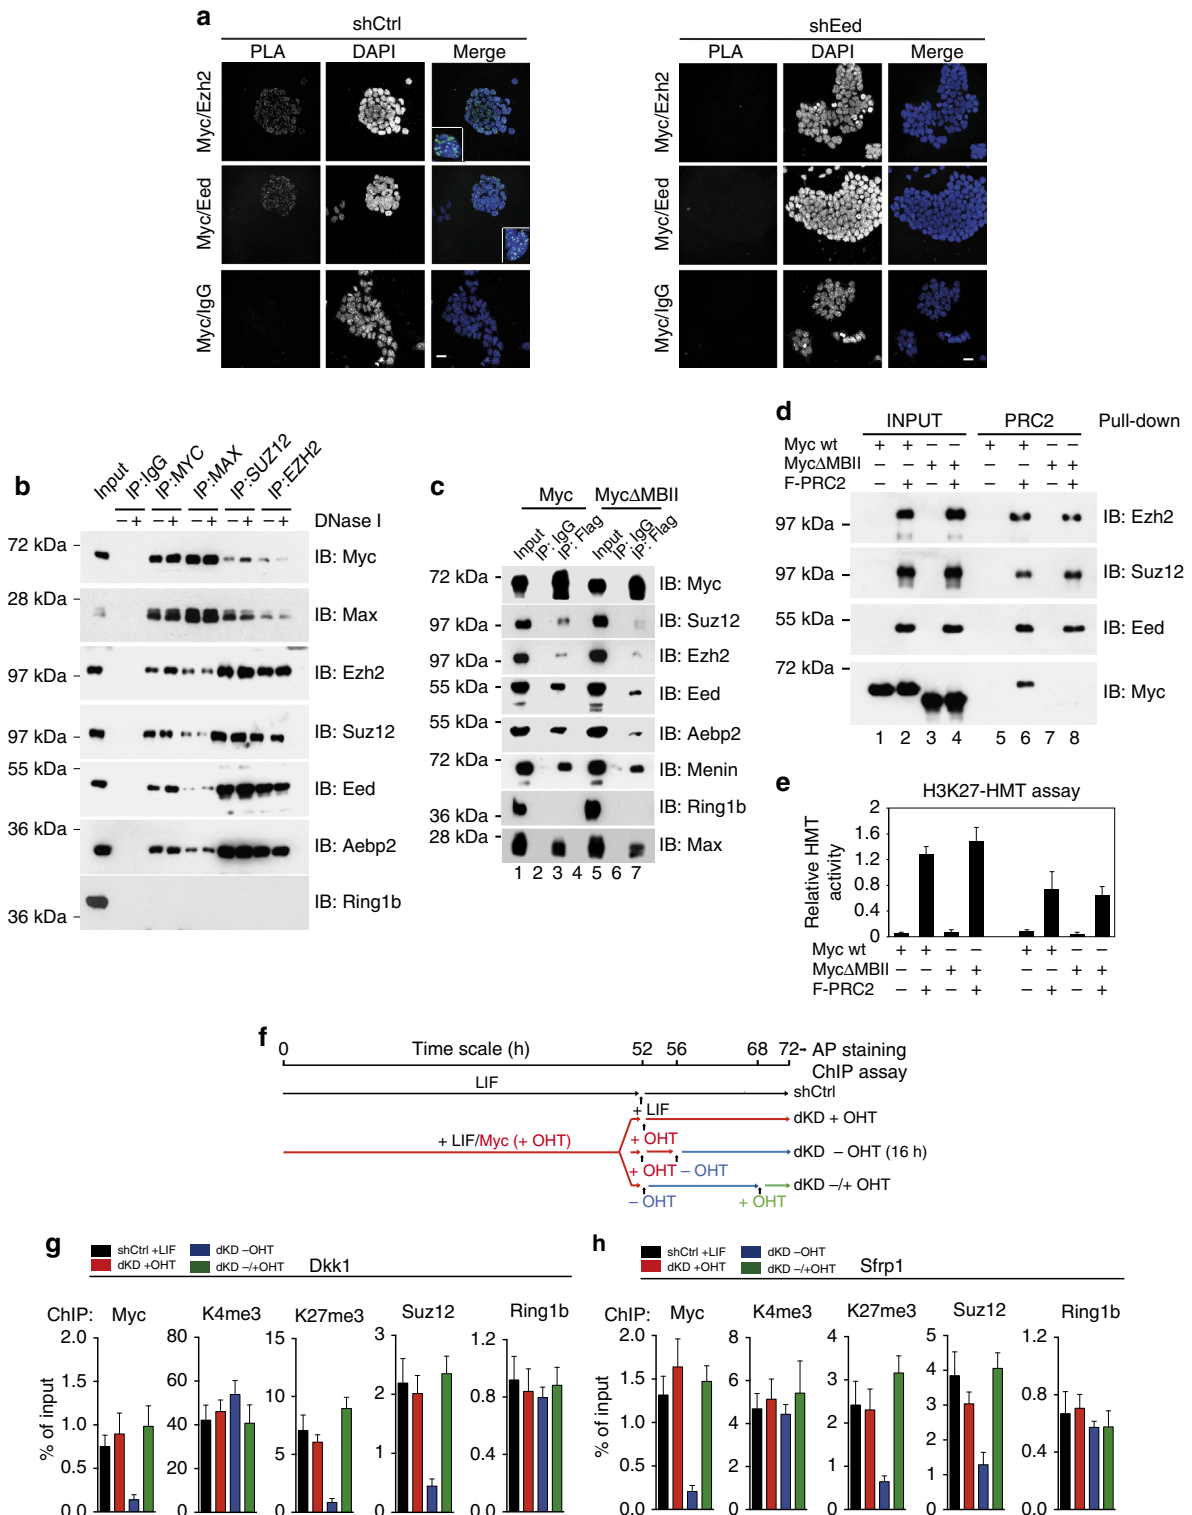 a
shCtrl
shEed
PLA DAPI Merge
PLA DAPI Merge
Myc/Ezh2
Myc/Eed
Myc/IgG
Myc/Ezh2
Myc/Eed
Myc/IgG
b
Input IP:IgG IP:MYC IP:MAX IP:SUZ12 IP:EZH2
– + – + – + – + – + DNase I
72 kDa IB: Myc
28 kDa IB: Max
97 kDa IB: Ezh2
97 kDa IB: Suz12
55 kDa IB: Eed
36 kDa IB: Aebp2
36 kDa IB: Ring1b
c
Myc MycΔMBII
Input IP: IgG IP: Flag Input IP: IgG IP: Flag
72 kDa IB: Myc
97 kDa IB: Suz12
97 kDa IB: Ezh2
55 kDa IB: Eed
55 kDa IB: Aebp2
72 kDa IB: Menin
36 kDa IB: Ring1b
28 kDa IB: Max
1 2 3 4 5 6 7
d
INPUT PRC2 Pull-down
Myc wt + + – – + + – –
MycΔMBII – – + + – – + +
F-PRC2 – + – + – + – +
97 kDa IB: Ezh2
97 kDa IB: Suz12
55 kDa IB: Eed
72 kDa IB: Myc
1 2 3 4 5 6 7 8
e
H3K27-HMT assay
Relative HMT activity
2
1.6
1.2
0.8
0.4
0
Myc wt + + – – + + – –
MycΔMBII – – + + – – + +
F-PRC2 – + – + – + – +
f
0 Time scale (h) 52 56 68 72 AP staining
ChIP assay
LIF
shCtrl
+ LIF
dKD + OHT
+ LIF/Myc (+ OHT)
+ OHT
dKD – OHT (16 h)
+ OHT – OHT
dKD –/+ OHT
– OHT + OHT
g
shCtrl +LIF dKD –OHT
dKD +OHT dKD –/+OHT
Dkk1
ChIP: Myc K4me3 K27me3 Suz12 Ring1b
% of input
2.0 1.5 1.0 0.5 0.0
80 60 40 20 0
15 10 5 0
3 2 1 0
1.2 0.8 0.4 0.0
h
shCtrl +LIF dKD –OHT
dKD +OHT dKD –/+OHT
Sfrp1
ChIP: Myc K4me3 K27me3 Suz12 Ring1b
% of input
2.0 1.5 1.0 0.5 0.0
8 6 4 2 0
4 3 2 1 0
5 4 3 2 1 0
1.2 0.8 0.4 0.0